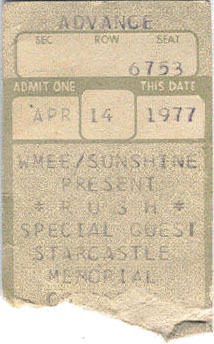 ADVANCE
SEC ROW SEAT
6753
ADMIT ONE THIS DATE
APR 14 1977
WMEE/SUNSHINE
PRESENT
* R U S H *
SPECIAL GUEST
STARCASTLE
MEMORIAL